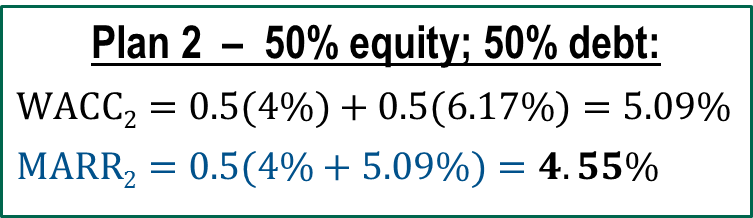 Plan 2 – 50% equity; 50% debt:
WACC₂ = 0.5(4%) + 0.5(6.17%) = 5.09%
MARR₂ = 0.5(4% + 5.09%) = 4.55%